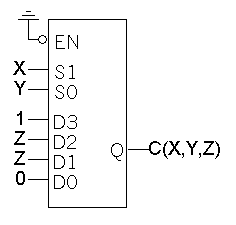 EN
X S1
Y S0
1 D3
Z D2
Z D1
Q C(X,Y,Z)
0 D0